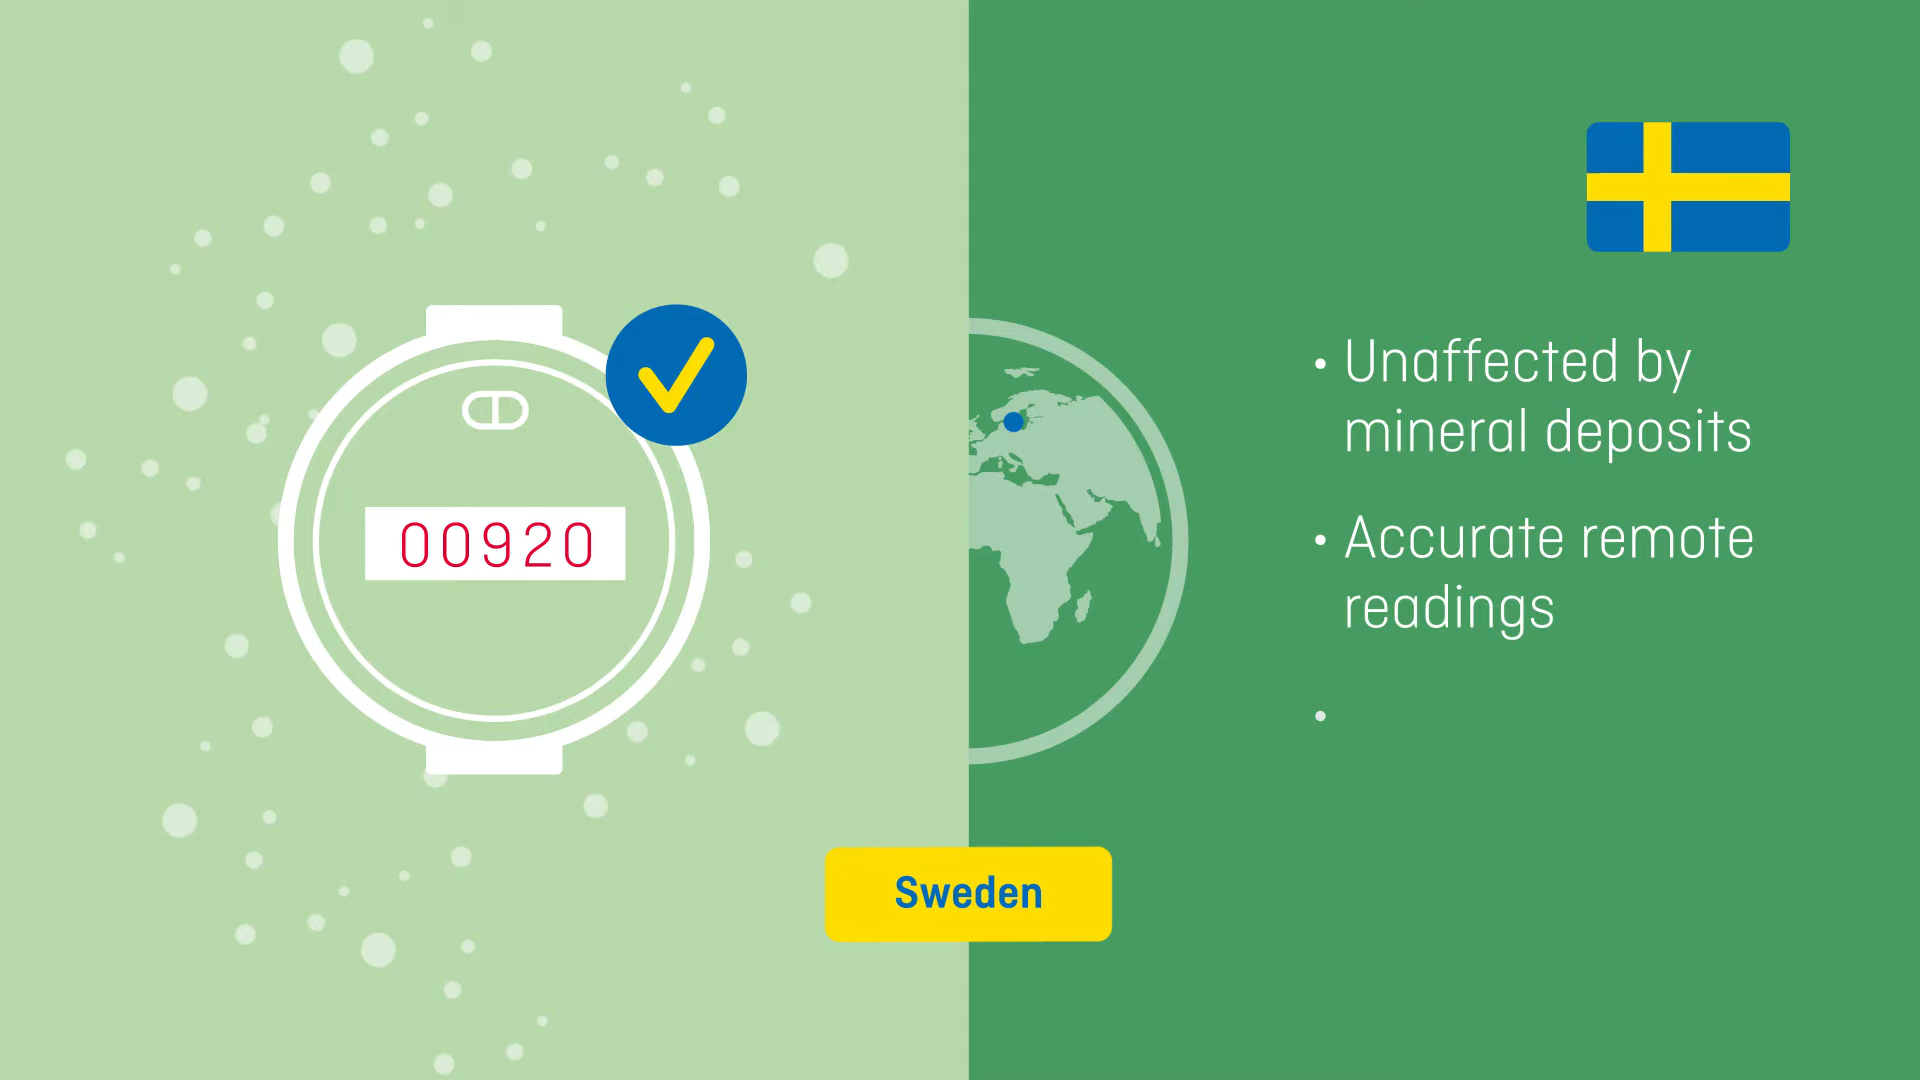 00920
• Unaffected by
mineral deposits
• Accurate remote
readings
•
Sweden